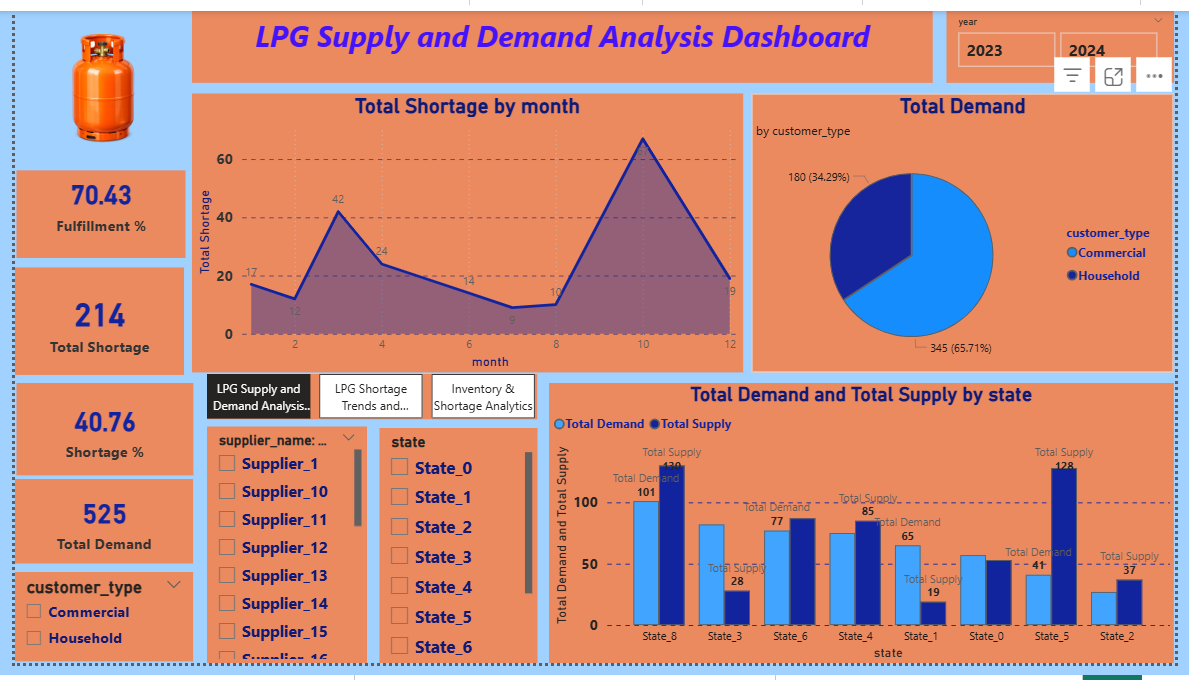 LPG Supply and Demand Analysis Dashboard
year
2023
2024
70.43
Fulfillment %
214
Total Shortage
40.76
Shortage %
525
Total Demand
customer_type
Commercial
Household
Total Shortage by month
Total Shortage
60
40
20
0
17
12
42
24
14
9
10
19
2
4
6
8
10
12
month
Total Demand
by customer_type
180 (34.29%)
345 (65.71%)
customer_type
Commercial
Household
LPG Supply and
Demand Analysis...
LPG Shortage
Trends and...
Inventory &
Shortage Analytics
supplier_name: ...
Supplier_1
Supplier_10
Supplier_11
Supplier_12
Supplier_13
Supplier_14
Supplier_15
Supplier_16
state
State_0
State_1
State_2
State_3
State_4
State_5
State_6
Total Demand and Total Supply by state
Total Demand Total Supply
Total Demand and Total Supply
100
50
0
Total Supply
130
Total Demand
101
Total Supply
28
Total Demand
77
Total Supply
85
Total Demand
65
Total Supply
19
Total Supply
128
Total Demand
41
Total Supply
37
State_8
State_3
State_6
State_4
State_1
State_0
State_5
State_2
state